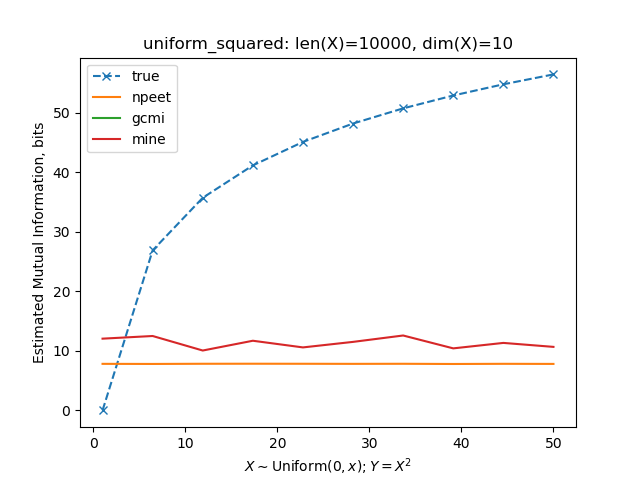 uniform_squared: len(X)=10000, dim(X)=10
true
npeet
gcmi
mine
Estimated Mutual Information, bits
50
40
30
20
10
0
0 10 20 30 40 50
X ~ Uniform(0, x); Y = X²